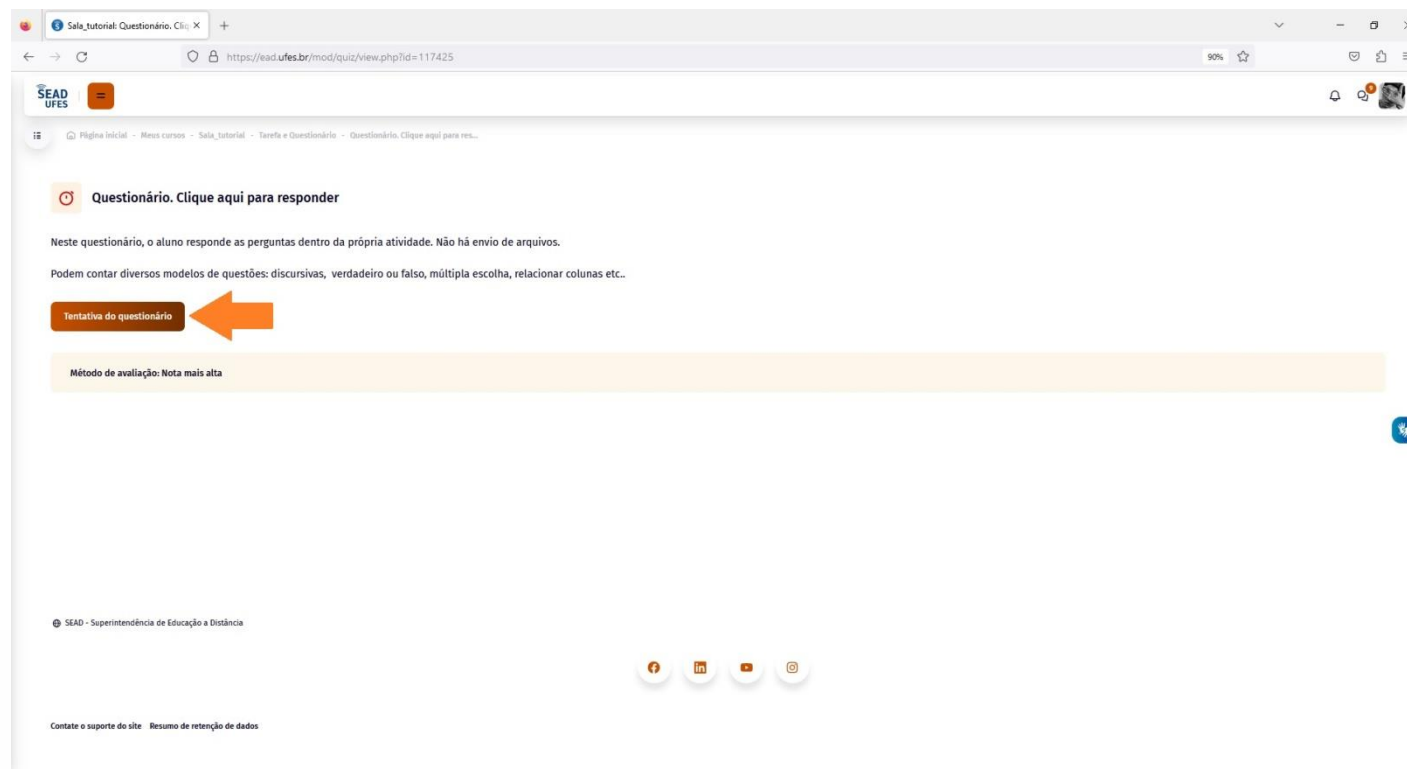 Sala_tutorial: Questionário. Cliq
https://ead.ufes.br/mod/quiz/view.php?id=117425
90%
SEAD
UFES
9
Página inicial - Meus cursos - Sala_tutorial - Tarefa e Questionário - Questionário. Clique aqui para res...
Questionário. Clique aqui para responder
Neste questionário, o aluno responde as perguntas dentro da própria atividade. Não há envio de arquivos.
Podem contar diversos modelos de questões: discursivas, verdadeiro ou falso, múltipla escolha, relacionar colunas etc..
Tentativa do questionário
Método de avaliação: Nota mais alta
SEAD - Superintendência de Educação a Distância
Contate o suporte do site Resumo de retenção de dados